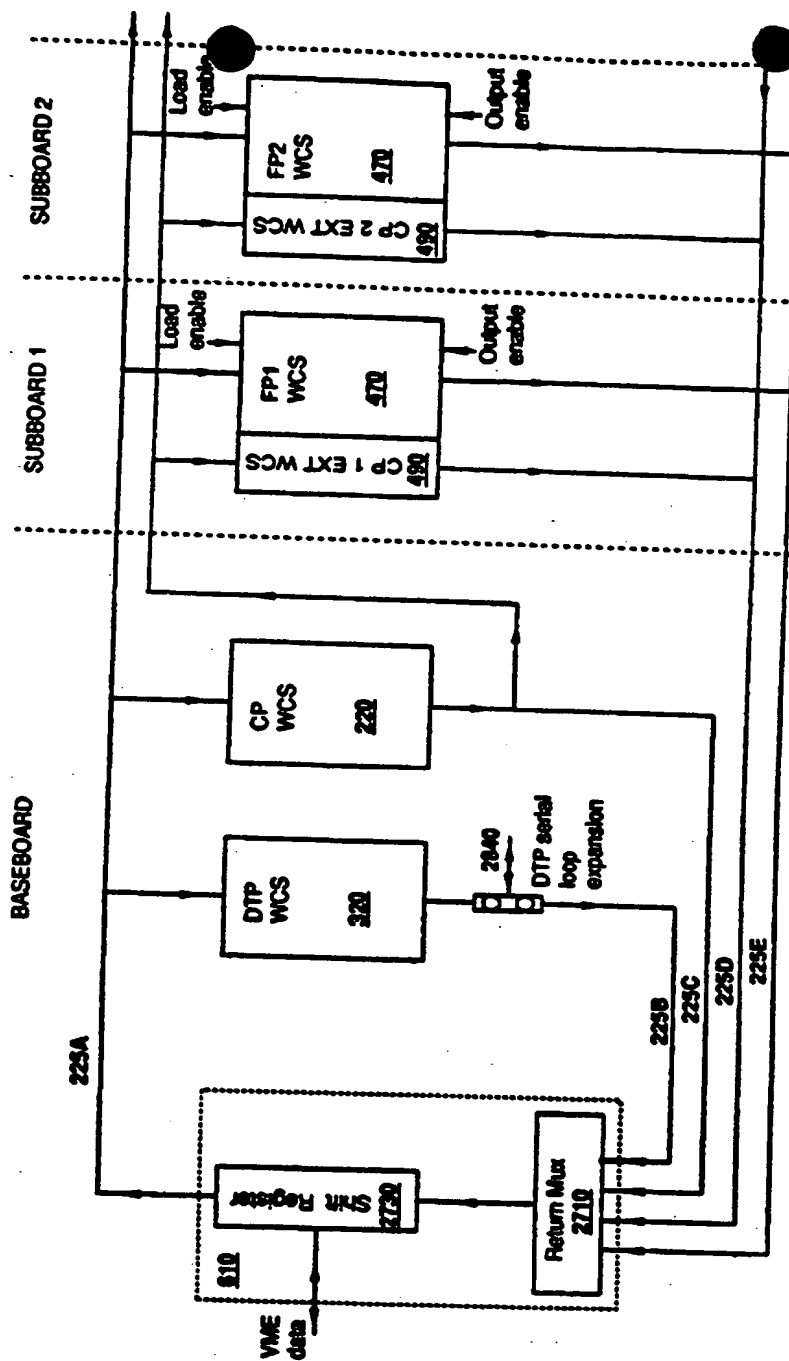 BASEBOARD
SUBBOARD 1
SUBBOARD 2
225A
VME
data
610
Shift Register
2730
Return Mux
2710
DTP
WCS
320
2840
DTP serial
loop
expansion
CP
WCS
220
225B
225C
225D
225E
CP 1 EXT WCS
490
FP1
WCS
470
Load
enable
Output
enable
CP 2 EXT WCS
490
FP2
WCS
470
Load
enable
Output
enable